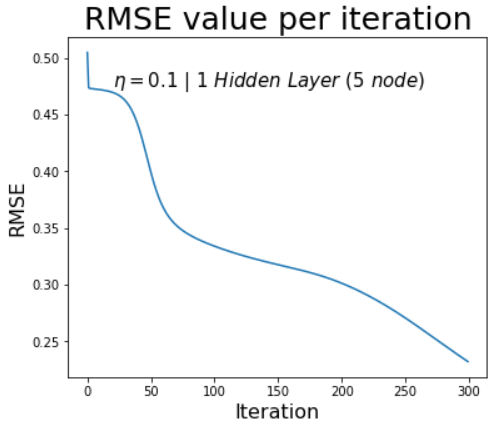 RMSE value per iteration
η = 0.1 | 1 Hidden Layer (5 node)
0.50
0.45
0.40
0.35
0.30
0.25
RMSE
0 50 100 150 200 250 300
Iteration